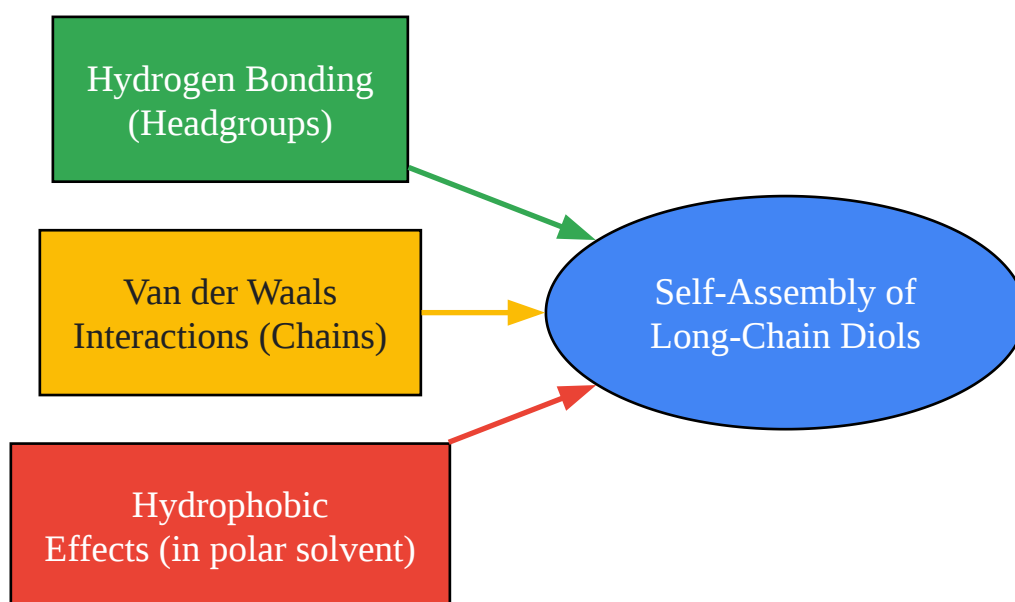 Hydrogen Bonding
(Headgroups)
Van der Waals
Interactions (Chains)
Self-Assembly of
Long-Chain Diols
Hydrophobic
Effects (in polar solvent)